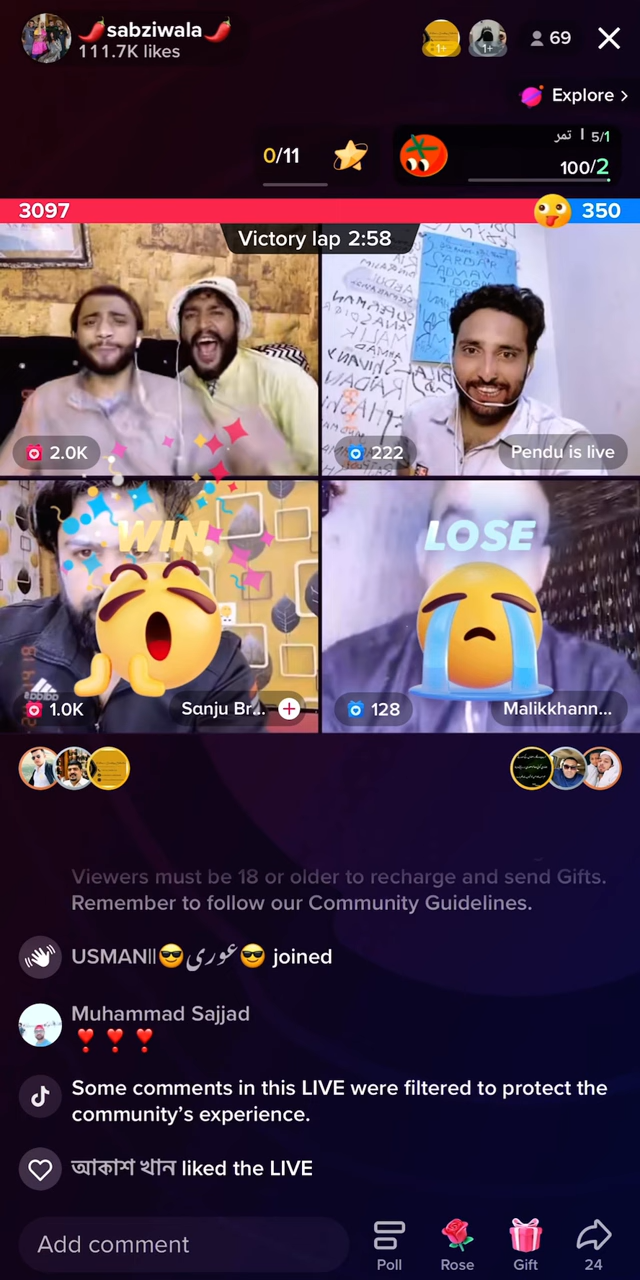 🌶️sabziwala🌶️
111.7K likes
1+
1+
69
Explore >
0/11
تمر 5/1
100/2
3097
350
Victory lap 2:58
2.0K
222
Pendu is live
WIN
LOSE
adidas
1.0K
Sanju Br...
128
Malikkhann...
Viewers must be 18 or older to recharge and send Gifts.
Remember to follow our Community Guidelines.
USMAN||😎عوری😎 joined
Muhammad Sajjad
❣️❣️❣️
Some comments in this LIVE were filtered to protect the
community's experience.
আকাশ খান liked the LIVE
Add comment
Poll
Rose
Gift
24